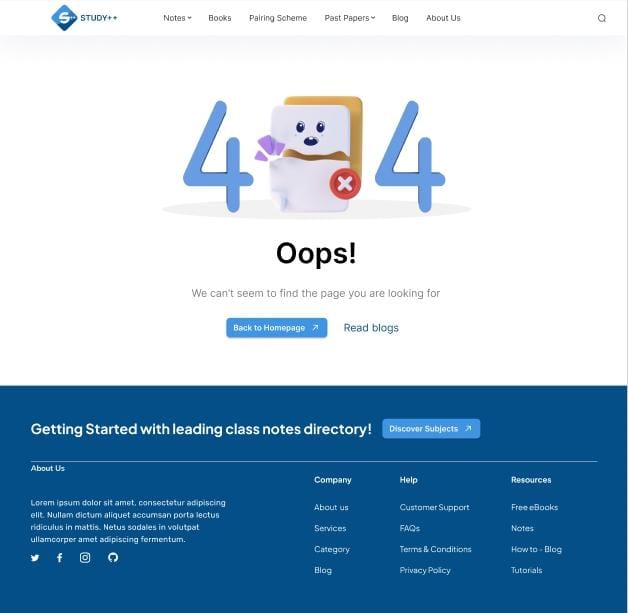 STUDY++
Notes
Books
Pairing Scheme
Past Papers
Blog
About Us
4 4
Oops!
We can't seem to find the page you are looking for
Back to Homepage
Read blogs
Getting Started with leading class notes directory!
Discover Subjects
About Us
Lorem ipsum dolor sit amet, consectetur adipiscing
elit. Nullam dictum aliquet accumsan porta lectus
ridiculus in mattis. Netus sodales in volutpat
ullamcorper amet adipiscing fermentum.
Company
About us
Services
Category
Blog
Help
Customer Support
FAQs
Terms & Conditions
Privacy Policy
Resources
Free eBooks
Notes
How to - Blog
Tutorials